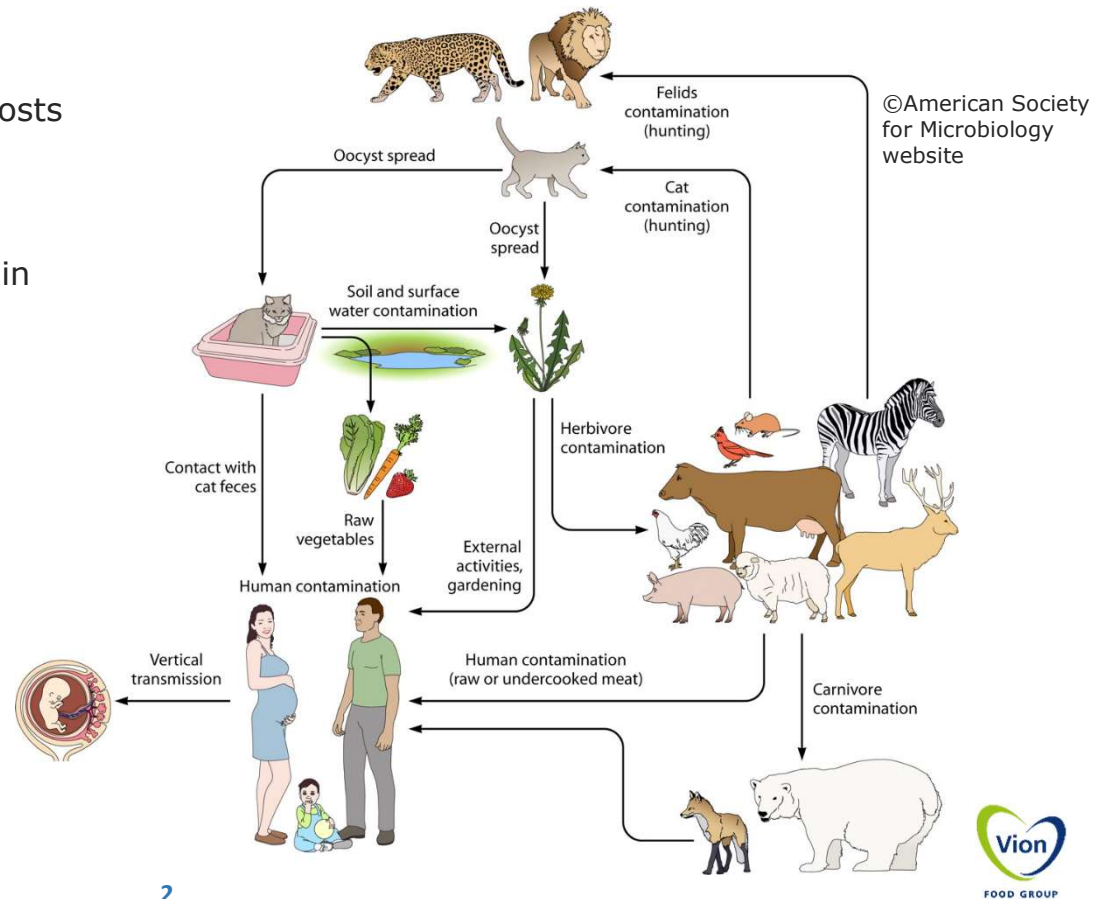 osts
in
Felids
contamination
(hunting)
©American Society
for Microbiology
website
Oocyst spread
Cat
contamination
(hunting)
Oocyst
spread
Soil and surface
water contamination
Herbivore
contamination
Contact with
cat feces
Raw
vegetables
External
activities,
gardening
Human contamination
Vertical
transmission
Human contamination
(raw or undercooked meat)
Carnivore
contamination
Vion
FOOD GROUP
2